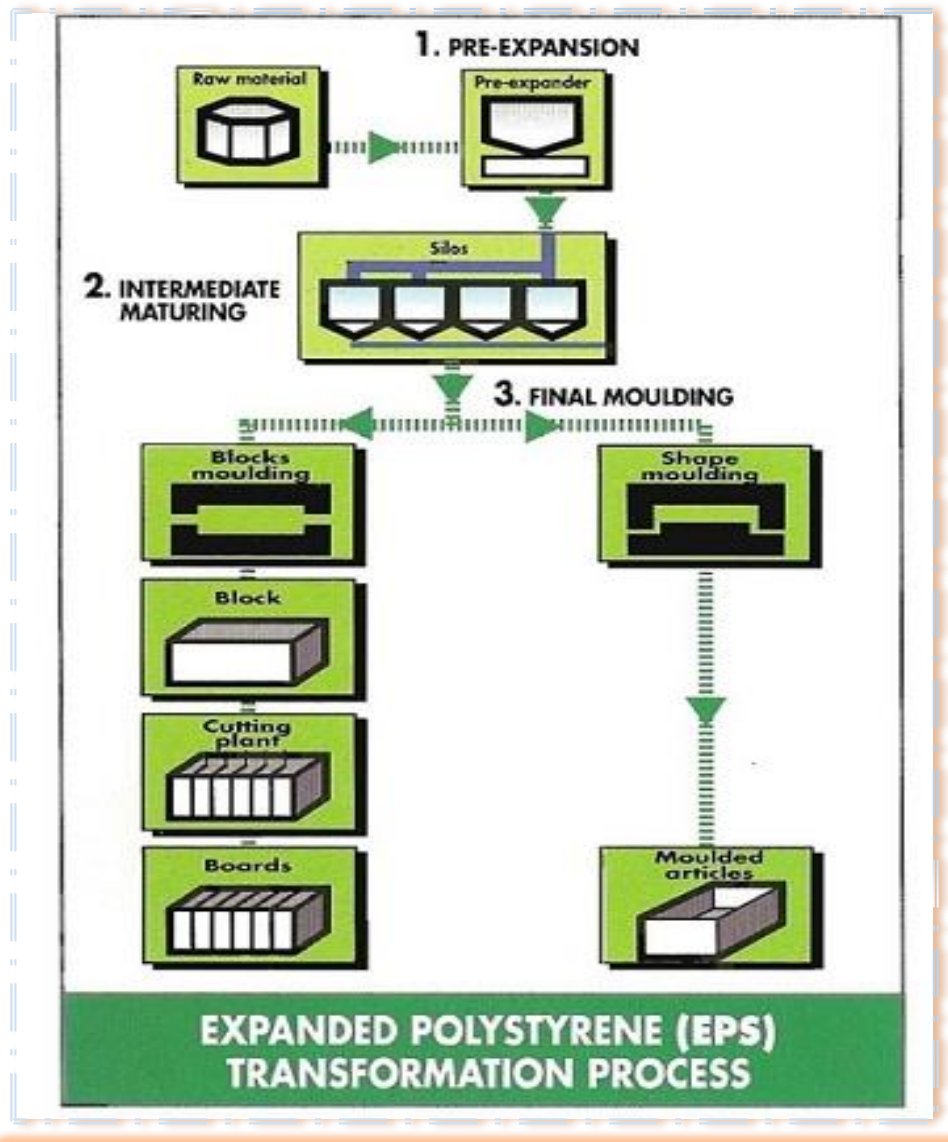 1. PRE-EXPANSION
Raw material
Pre-expander
Silos
2. INTERMEDIATE
MATURING
3. FINAL MOULDING
Blocks
moulding
Shape
moulding
Block
Cutting
plant
Boards
Moulded
articles
EXPANDED POLYSTYRENE (EPS)
TRANSFORMATION PROCESS